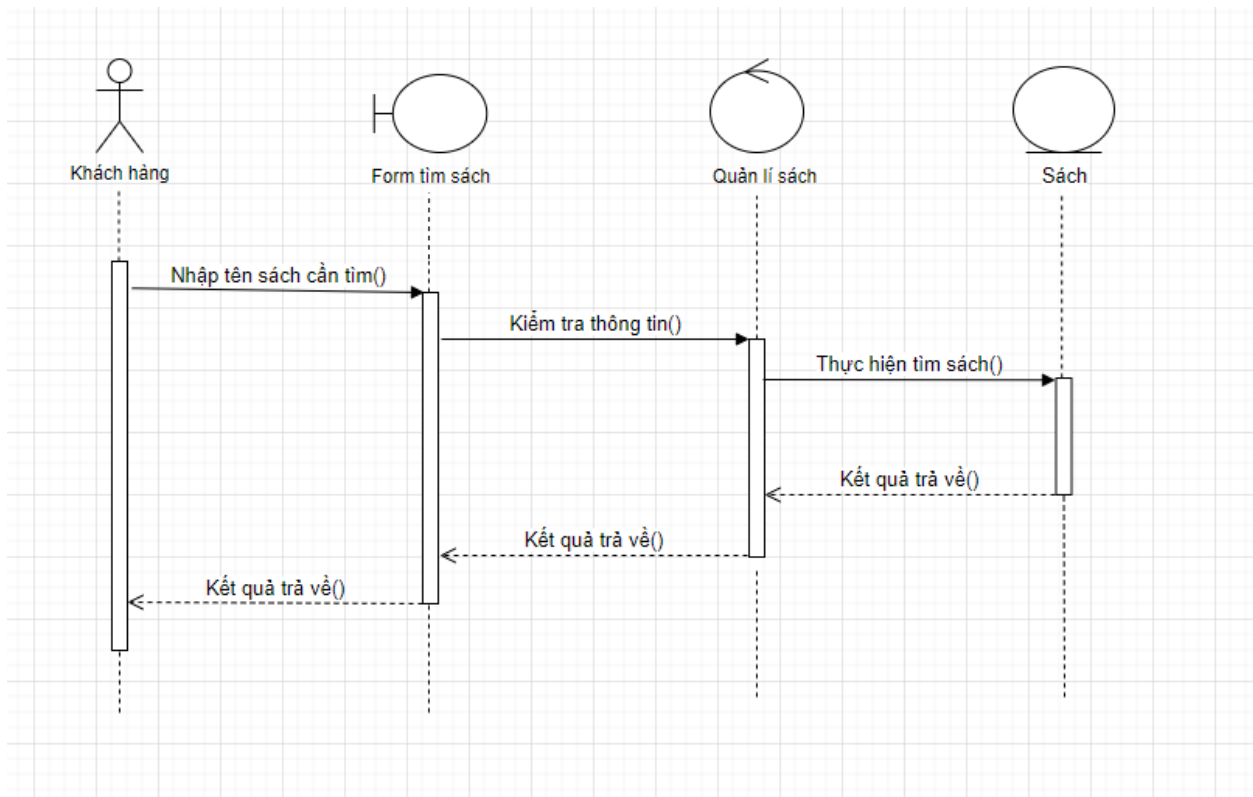 Khách hàng
Form tìm sách
Quản lí sách
Sách
Nhập tên sách cần tìm()
Kiểm tra thông tin()
Thực hiện tìm sách()
Kết quả trả về()
Kết quả trả về()
Kết quả trả về()